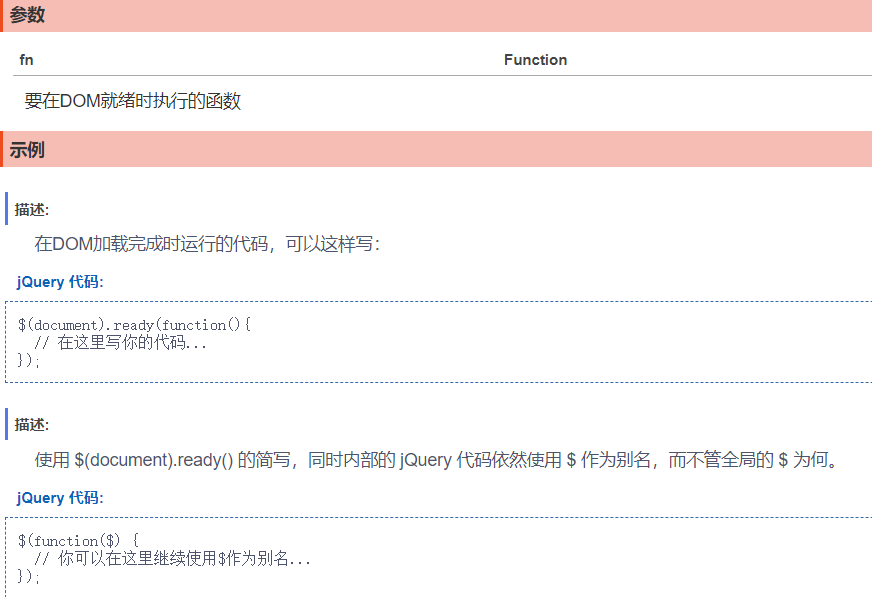 参数
fn Function
要在DOM就绪时执行的函数
示例
描述:
在DOM加载完成时运行的代码，可以这样写：
jQuery 代码:
$(document).ready(function(){
  // 在这里写你的代码...
});
描述:
使用 $(document).ready() 的简写，同时内部的 jQuery 代码依然使用 $ 作为别名，而不管全局的 $ 为何。
jQuery 代码:
$(function($) {
  // 你可以在这里继续使用$作为别名...
});